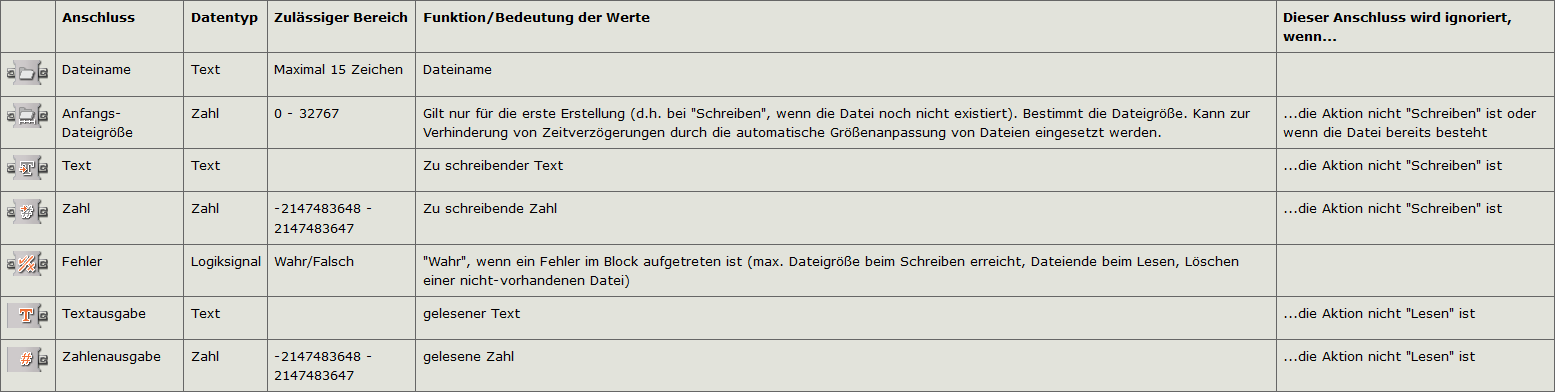 Anschluss Datentyp Zulässiger Bereich Funktion/Bedeutung der Werte Dieser Anschluss wird ignoriert,
wenn...
Dateiname Text Maximal 15 Zeichen Dateiname
Anfangs- Zahl 0 - 32767 Gilt nur für die erste Erstellung (d.h. bei "Schreiben", wenn die Datei noch nicht existiert). Bestimmt die Dateigröße. Kann zur ...die Aktion nicht "Schreiben" ist oder
Dateigröße Verhinderung von Zeitverzögerungen durch die automatische Größenanpassung von Dateien eingesetzt werden. wenn die Datei bereits besteht
Text Text Zu schreibender Text ...die Aktion nicht "Schreiben" ist
Zahl Zahl -2147483648 - Zu schreibende Zahl ...die Aktion nicht "Schreiben" ist
2147483647
Fehler Logiksignal Wahr/Falsch "Wahr", wenn ein Fehler im Block aufgetreten ist (max. Dateigröße beim Schreiben erreicht, Dateiende beim Lesen, Löschen
einer nicht-vorhandenen Datei)
Textausgabe Text gelesener Text ...die Aktion nicht "Lesen" ist
Zahlenausgabe Zahl -2147483648 - gelesene Zahl ...die Aktion nicht "Lesen" ist
2147483647